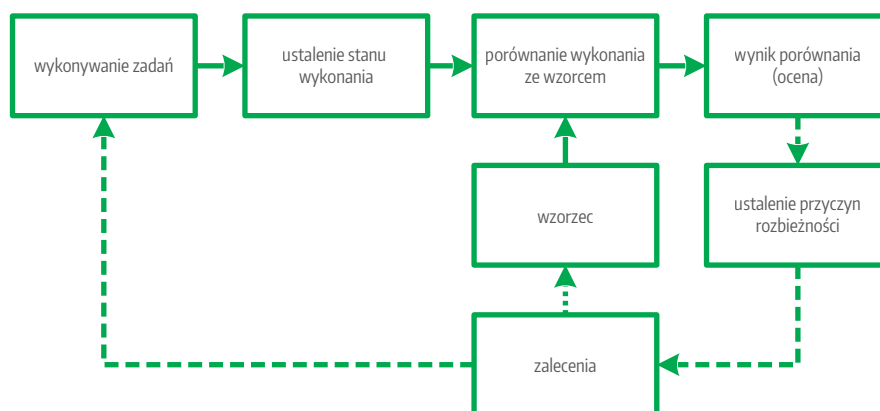 wykonywanie zadań
ustalenie stanu
wykonania
porównanie wykonania
ze wzorcem
wynik porównania
(ocena)
wzorzec
ustalenie przyczyn
rozbieżności
zalecenia